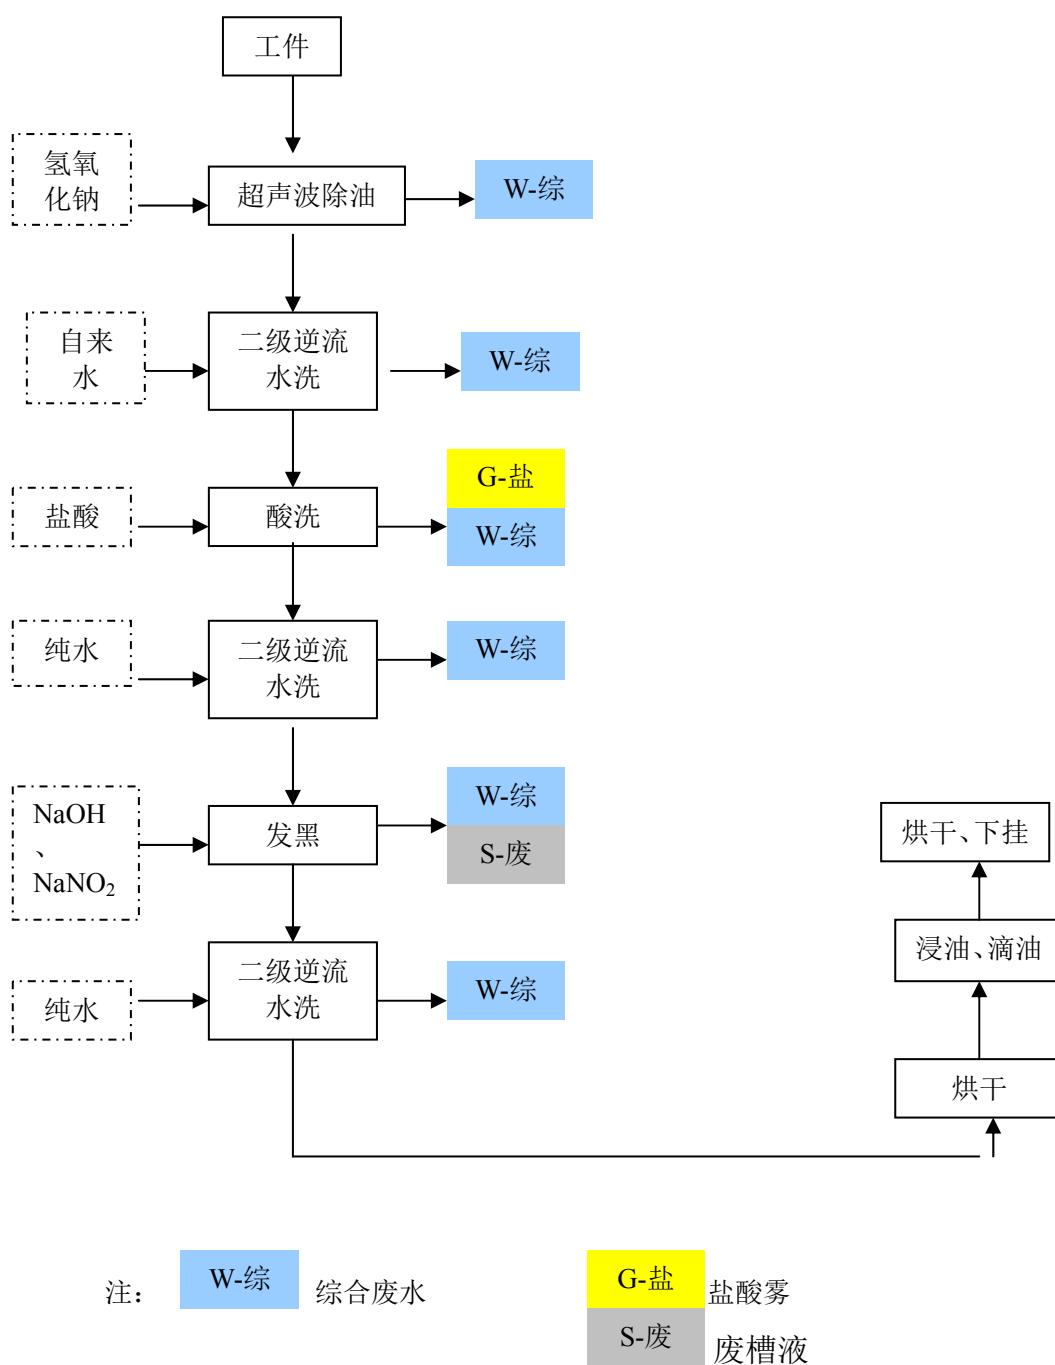 工件
氢氧
化钠
超声波除油
W-综
自来
水
二级逆流
水洗
W-综
G-盐
盐酸
酸洗
W-综
纯水
二级逆流
水洗
W-综
NaOH
、
NaNO₂
发黑
W-综
S-废
烘干、下挂
浸油、滴油
纯水
二级逆流
水洗
W-综
烘干
注：
W-综
综合废水
G-盐
盐酸雾
S-废
废槽液